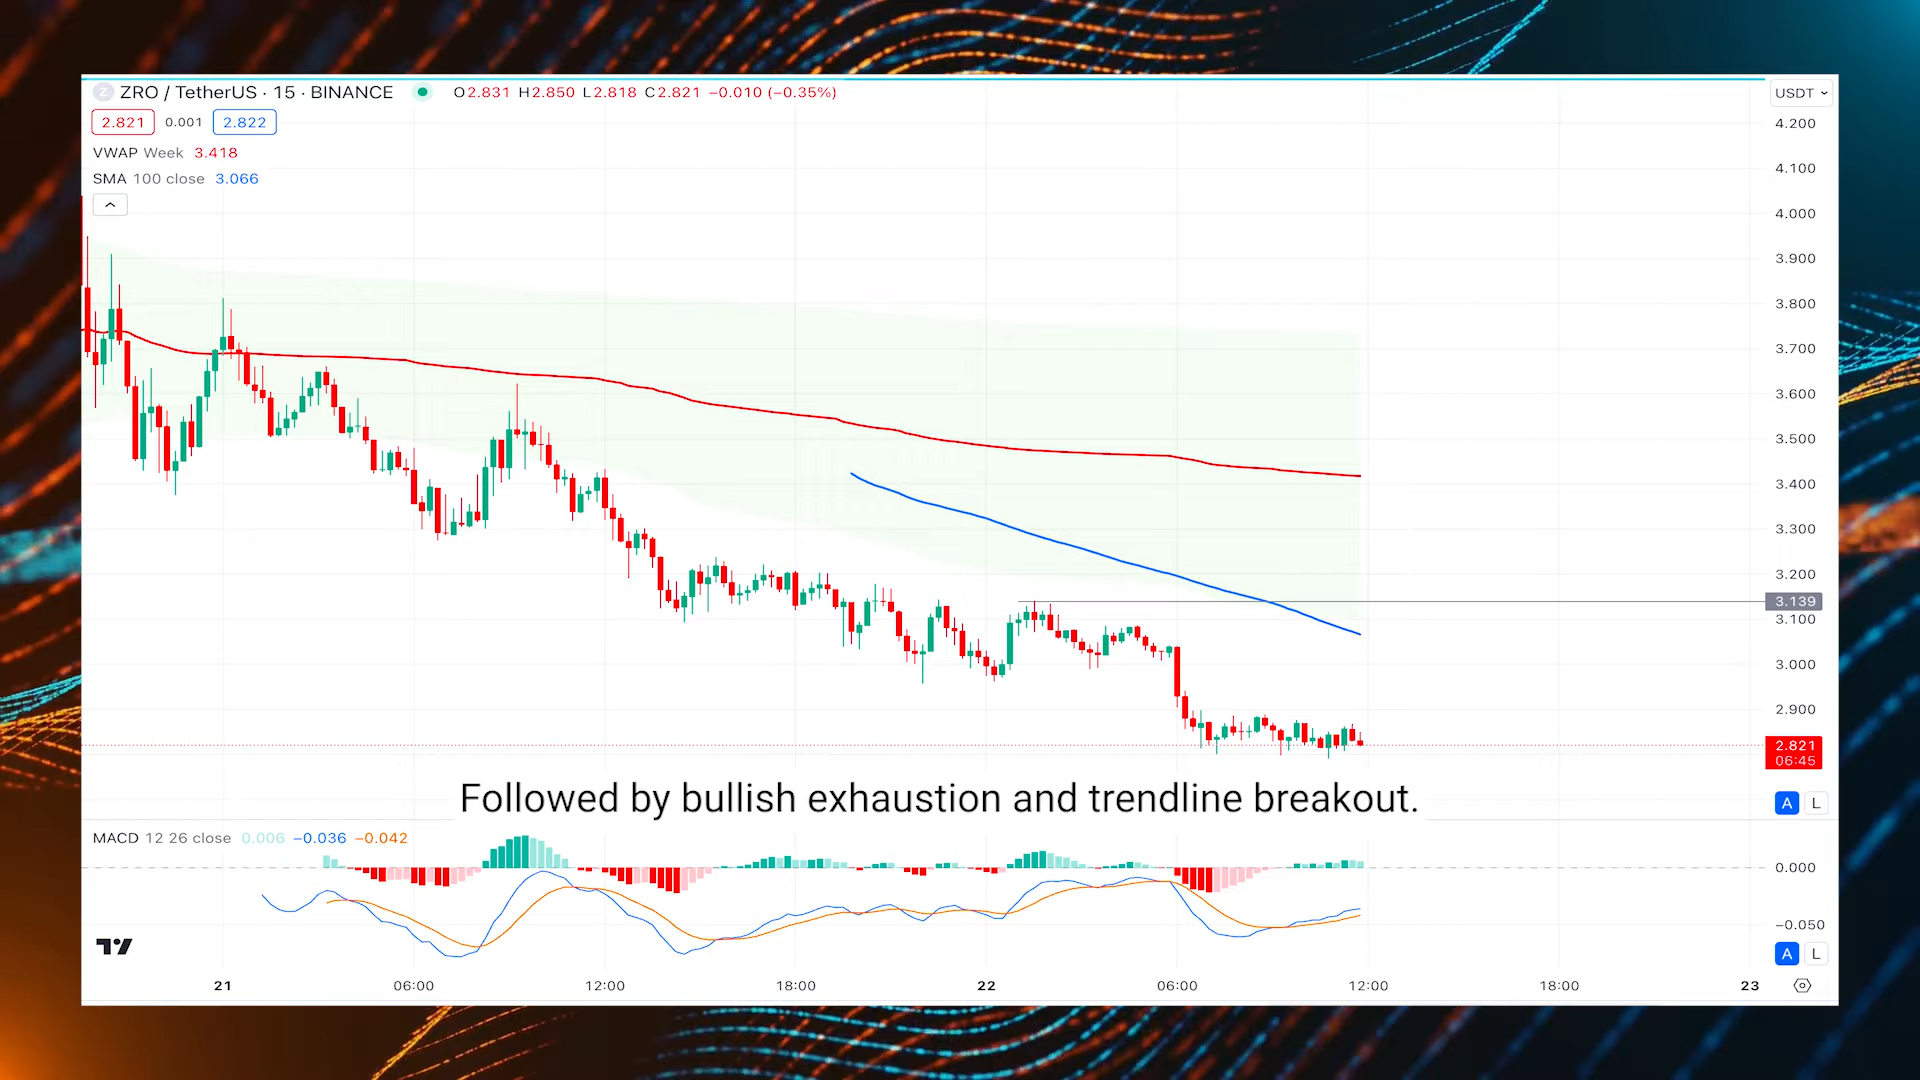 Z ZRO / TetherUS · 15 · BINANCE O2.831 H2.850 L2.818 C2.821 −0.010 (−0.35%)
USDT
2.821 0.001 2.822
VWAP Week 3.418
SMA 100 close 3.066
4.200
4.100
4.000
3.900
3.800
3.700
3.600
3.500
3.400
3.300
3.200
3.139
3.100
3.000
2.900
2.821
06:45
Followed by bullish exhaustion and trendline breakout.
A L
MACD 12 26 close 0.006 −0.036 −0.042
0.000
−0.050
A L
21 06:00 12:00 18:00 22 06:00 12:00 18:00 23